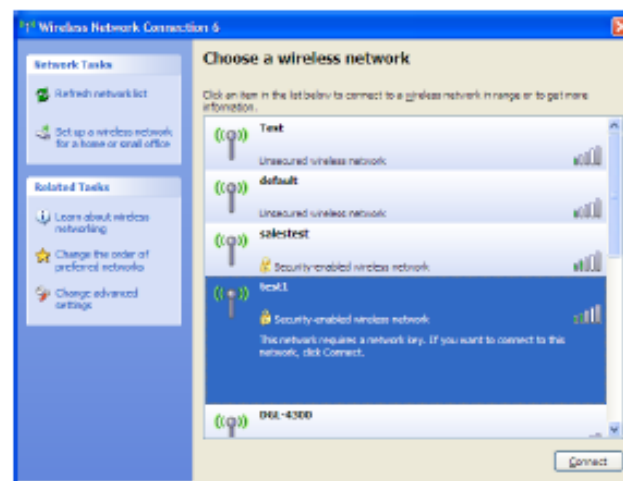 Wireless Network Connection 6
Network Tasks
Refresh network list
Set up a wireless network
for a home or small office
Related Tasks
Learn about wireless
networking
Change the order of
preferred networks
Change advanced
settings
Choose a wireless network
Click an item in the list below to connect to a wireless network in range or to get more
information.
Test
Unsecured wireless network
default
Unsecured wireless network
salestest
Security-enabled wireless network
test1
Security-enabled wireless network
This network requires a network key. If you want to connect to this
network, click Connect.
DGL-4300
Connect